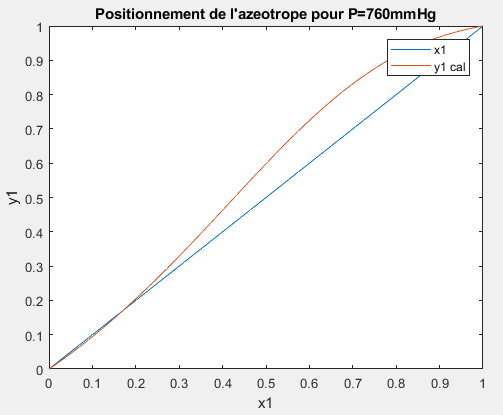 Positionnement de l'azeotrope pour P=760mmHg
x1
y1 cal
1
0.9
0.8
0.7
0.6
0.5
0.4
0.3
0.2
0.1
0
y1
0 0.1 0.2 0.3 0.4 0.5 0.6 0.7 0.8 0.9 1
x1